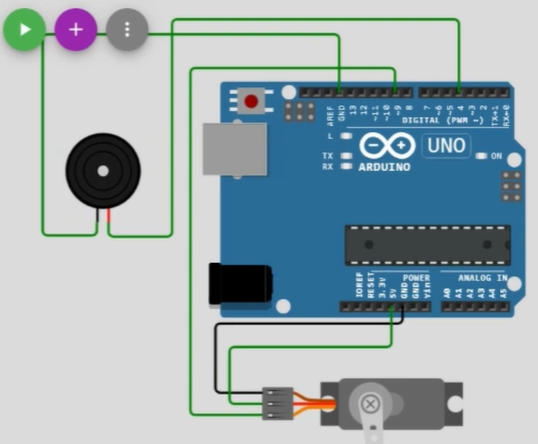 AREF
GND
13
12
~11
~10
~9
8
7
~6
~5
4
~3
2
TX→1
RX←0
DIGITAL (PWM ~)
L
TX
RX
ARDUINO
UNO
ON
IOREF
RESET
3.3V
5V
GND
GND
Vin
POWER
ANALOG IN
A0
A1
A2
A3
A4
A5